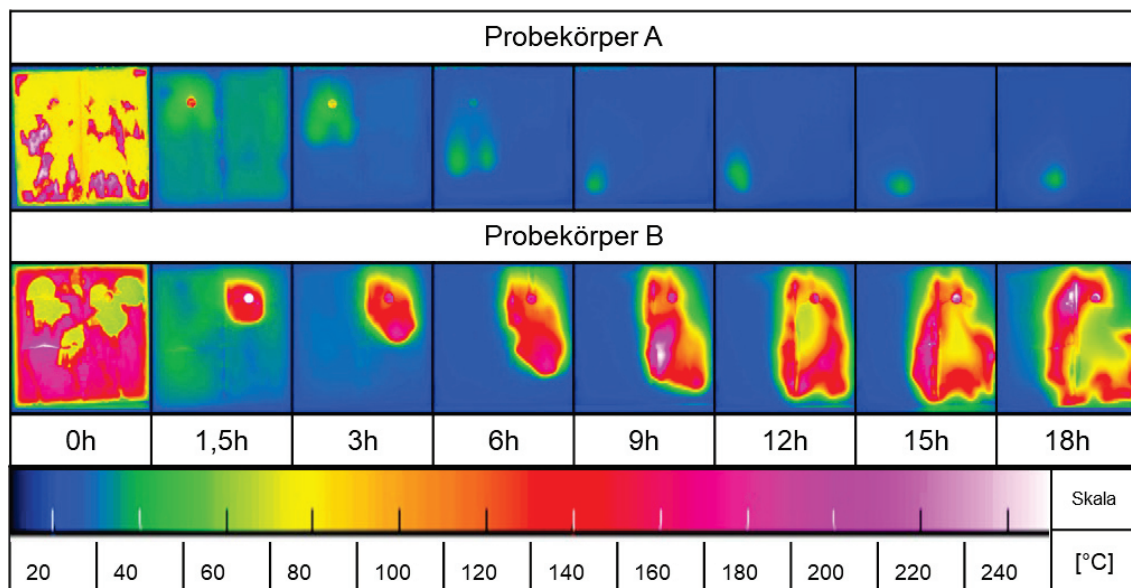 Probekörper A
Probekörper B
0h 1,5h 3h 6h 9h 12h 15h 18h
Skala
20 40 60 80 100 120 140 160 180 200 220 240 [°C]